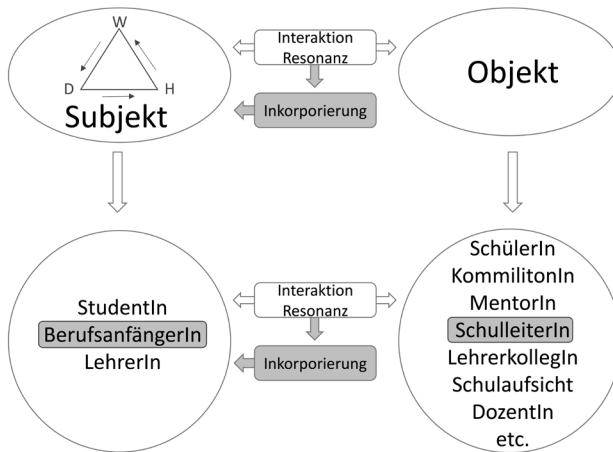 W
D
H
Subjekt
Interaktion
Resonanz
Inkorporierung
Objekt
StudentIn
BerufsanfängerIn
LehrerIn
Interaktion
Resonanz
Inkorporierung
SchülerIn
KommilitonIn
MentorIn
SchulleiterIn
LehrerkollegIn
Schulaufsicht
DozentIn
etc.